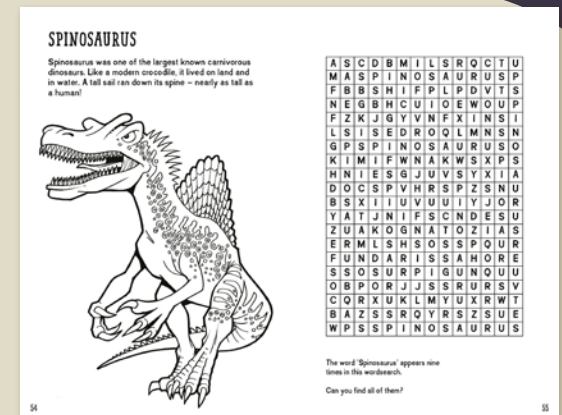 SPINOSAURUS
Spinosaurus was one of the largest known carnivorous
dinosaurs. Like a modern crocodile, it lived on land and
in water. A tall sail ran down its spine – nearly as tall as
a human!
A S C D B M I L S R Q C T U
M A S P I N O S A U R U S P
F B B S H I F P L P D V T S
N E G B H C U I O E W O U P
F Z K J G Y V N F X I N S I
L S I S E D R O Q L M N S N
G P S P I N O S A U R U S O
K I M I F W N A K W S X P S
H N I E S G J U V S Y X I A
D O C S P V H R S P Z S N U
B S X I I U V U U I Y J O R
Y A T J N I F S C N D E S U
Z U A K O G N A T O Z I A S
E R M L S H S O S S P Q U R
F U N D A R I S S A H O R E
S S O S U R P I G U N Q U U
O B P O R J J S S R U R S V
C Q R X U K L M Y U X R W T
B A Z S S R Q Y R S Z S U E
W P S S P I N O S A U R U S
The word 'Spinosaurus' appears nine
times in this wordsearch.
Can you find all of them?
54
55